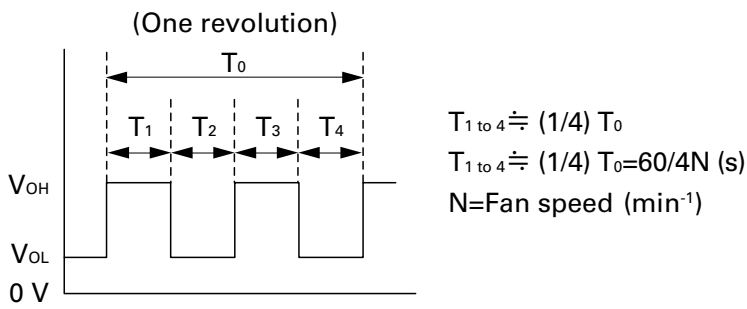 (One revolution)
T0
T1 T2 T3 T4
VOH
VOL
0 V
T1 to 4≒ (1/4) T0
T1 to 4≒ (1/4) T0=60/4N (s)
N=Fan speed (min-1)